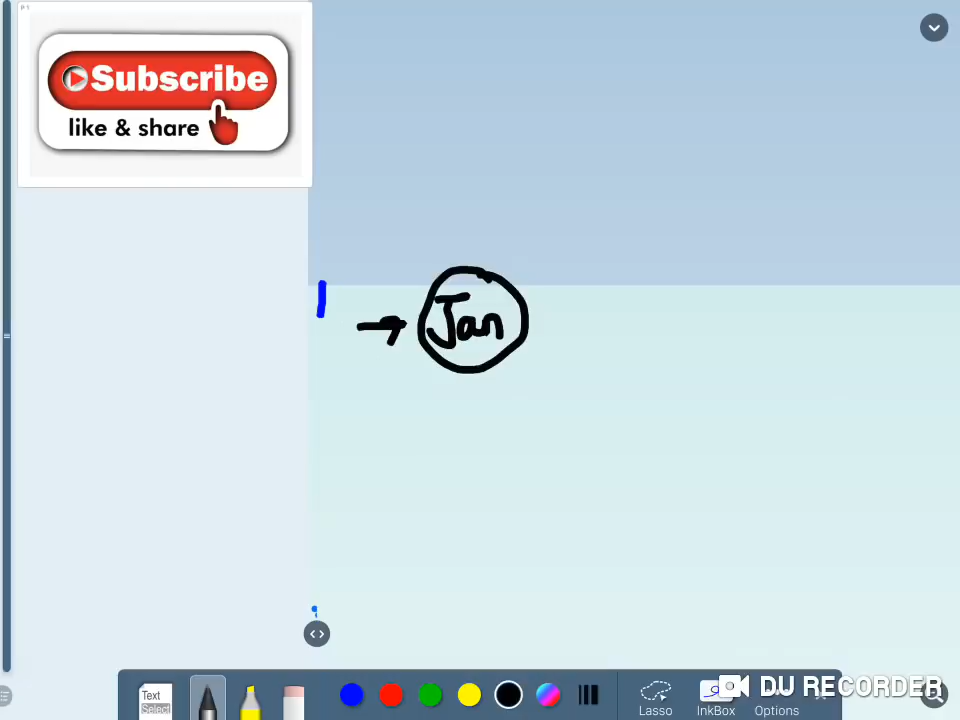 P 1
Subscribe
like & share
Jan
Text
Select
Lasso
InkBox
Options
DU RECORDER